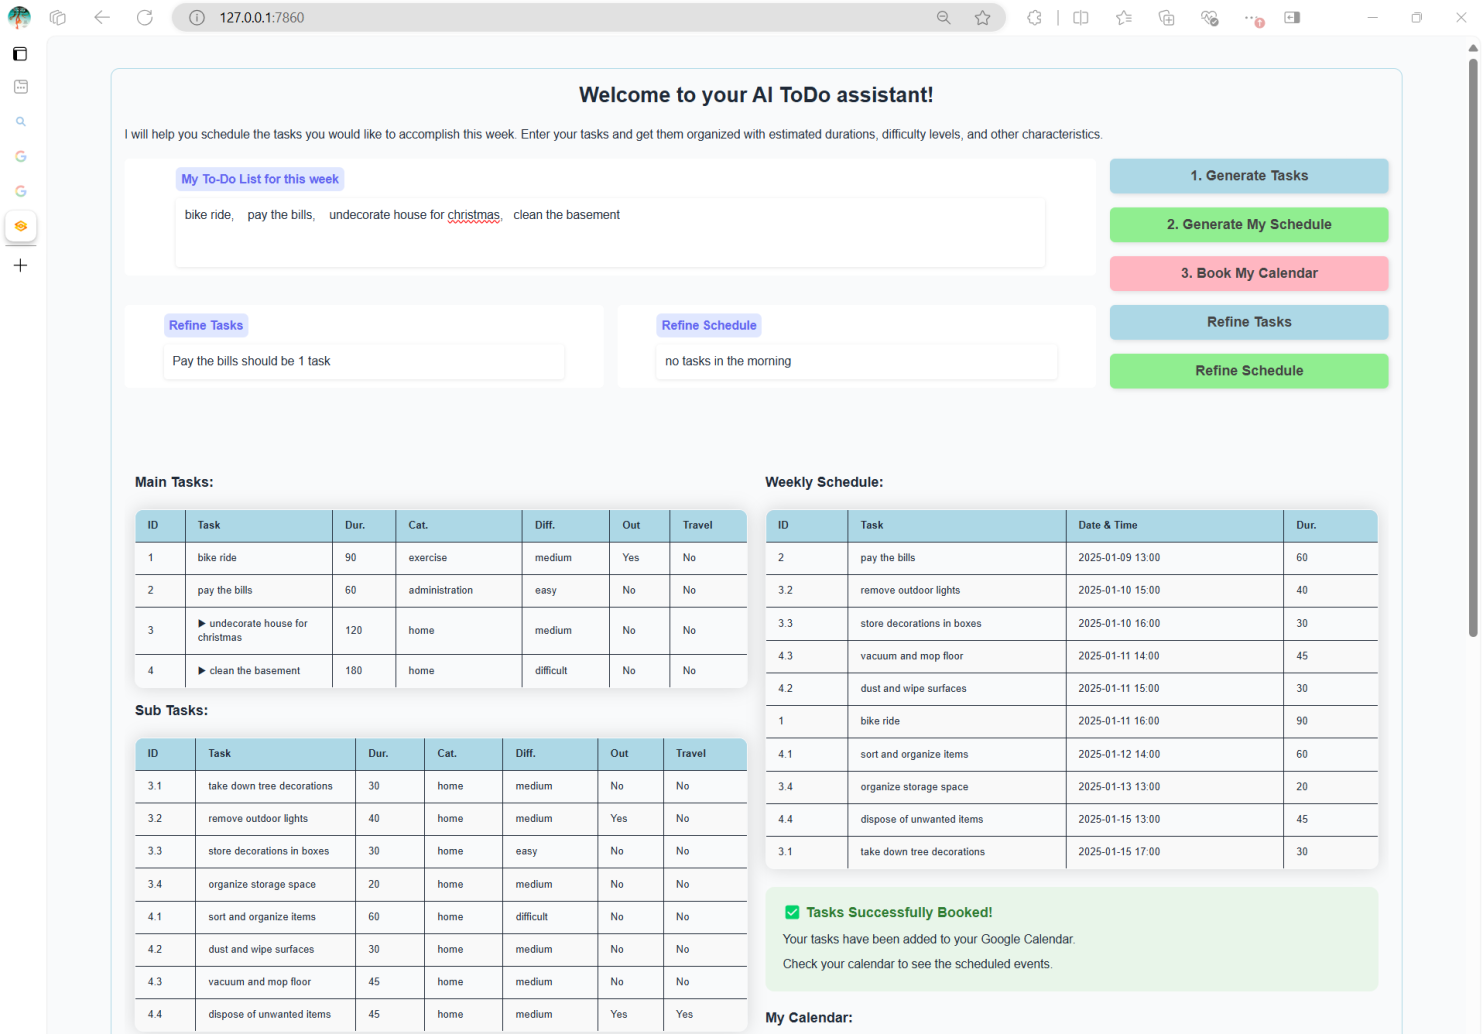 127.0.0.1:7860
Welcome to your AI ToDo assistant!
I will help you schedule the tasks you would like to accomplish this week. Enter your tasks and get them organized with estimated durations, difficulty levels, and other characteristics.
My To-Do List for this week
bike ride, pay the bills, undecorate house for christmas, clean the basement
1. Generate Tasks
2. Generate My Schedule
3. Book My Calendar
Refine Tasks
Refine Schedule
Refine Tasks
Pay the bills should be 1 task
Refine Schedule
no tasks in the morning
Main Tasks:
ID Task Dur. Cat. Diff. Out Travel
1 bike ride 90 exercise medium Yes No
2 pay the bills 60 administration easy No No
3 ▶ undecorate house for christmas 120 home medium No No
4 ▶ clean the basement 180 home difficult No No
Sub Tasks:
ID Task Dur. Cat. Diff. Out Travel
3.1 take down tree decorations 30 home medium No No
3.2 remove outdoor lights 40 home medium Yes No
3.3 store decorations in boxes 30 home easy No No
3.4 organize storage space 20 home medium No No
4.1 sort and organize items 60 home difficult No No
4.2 dust and wipe surfaces 30 home medium No No
4.3 vacuum and mop floor 45 home medium No No
4.4 dispose of unwanted items 45 home medium Yes Yes
Weekly Schedule:
ID Task Date & Time Dur.
2 pay the bills 2025-01-09 13:00 60
3.2 remove outdoor lights 2025-01-10 15:00 40
3.3 store decorations in boxes 2025-01-10 16:00 30
4.3 vacuum and mop floor 2025-01-11 14:00 45
4.2 dust and wipe surfaces 2025-01-11 15:00 30
1 bike ride 2025-01-11 16:00 90
4.1 sort and organize items 2025-01-12 14:00 60
3.4 organize storage space 2025-01-13 13:00 20
4.4 dispose of unwanted items 2025-01-15 13:00 45
3.1 take down tree decorations 2025-01-15 17:00 30
✅ Tasks Successfully Booked!
Your tasks have been added to your Google Calendar.
Check your calendar to see the scheduled events.
My Calendar: